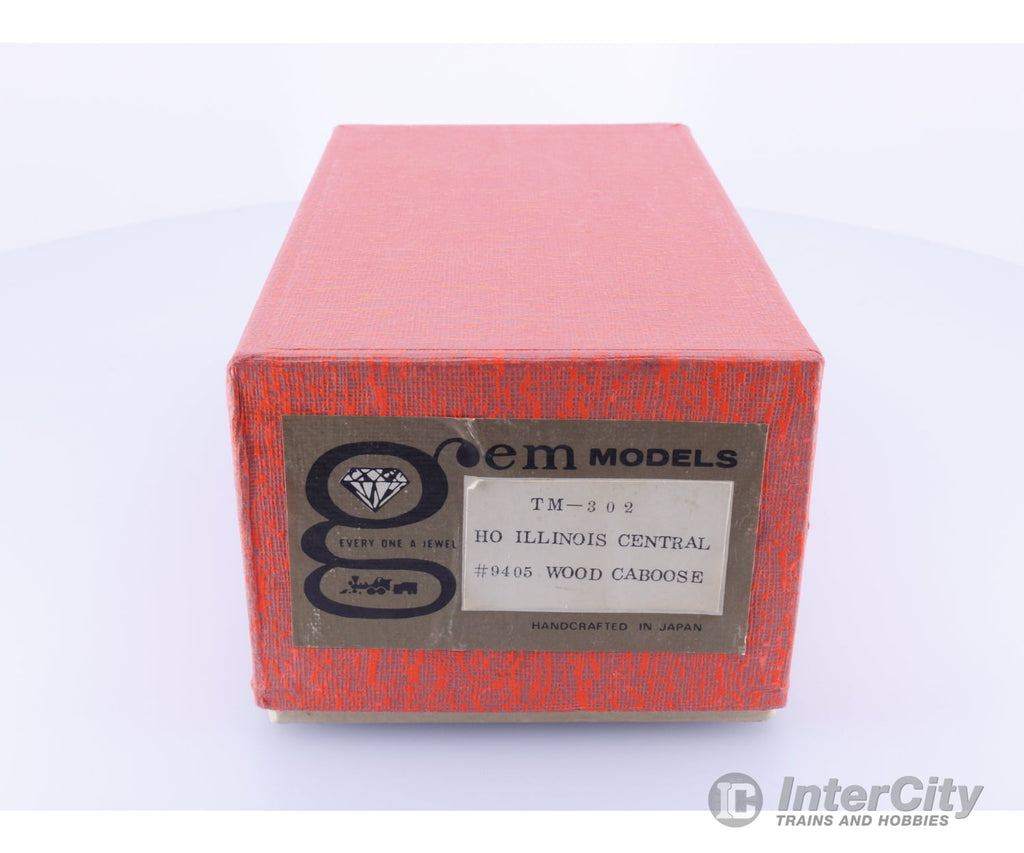 gem MODELS
TM-302
HO ILLINOIS CENTRAL
#9405 WOOD CABOOSE
EVERY ONE A JEWEL
HANDCRAFTED IN JAPAN
IC InterCity
TRAINS AND HOBBIES